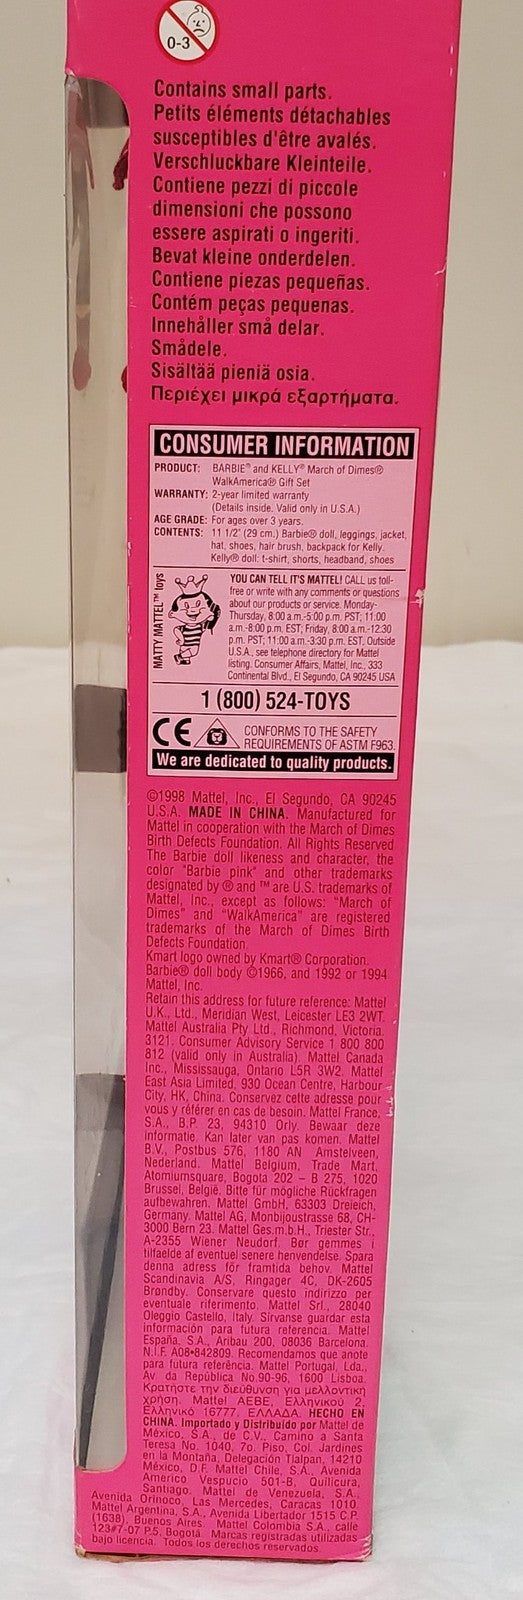 0-3
Contains small parts.
Petits éléments détachables
susceptibles d'être avalés.
Verschluckbare Kleinteile.
Contiene pezzi di piccole
dimensioni che possono
essere aspirati o ingeriti.
Bevat kleine onderdelen.
Contiene piezas pequeñas.
Contém peças pequenas.
Innehåller små delar.
Smådele.
Sisältää pieniä osia.
Περιέχει μικρά εξαρτήματα.
CONSUMER INFORMATION
PRODUCT: BARBIE® and KELLY® March of Dimes®
WalkAmerica® Gift Set
WARRANTY: 2-year limited warranty
(Details inside. Valid only in U.S.A.)
AGE GRADE: For ages over 3 years.
CONTENTS: 11 1/2" (29 cm.) Barbie® doll, leggings, jacket,
hat, shoes, hair brush, backpack for Kelly.
Kelly® doll: t-shirt, shorts, headband, shoes
MATTY MATTEL™ toys
YOU CAN TELL IT'S MATTEL! CALL us toll-
free or write with any comments or questions
about our products or service. Monday-
Thursday, 8:00 a.m.-5:00 p.m. PST; 11:00
a.m.-8:00 p.m. EST; Friday, 8:00 a.m.-12:30
p.m. PST; 11:00 a.m.-3:30 p.m. EST, Outside
U.S.A., see telephone directory for Mattel
listing. Consumer Affairs, Mattel, Inc., 333
Continental Blvd., El Segundo, CA 90245 USA
1 (800) 524-TOYS
CE CONFORMS TO THE SAFETY
REQUIREMENTS OF ASTM F963.
We are dedicated to quality products.
©1998 Mattel, Inc., El Segundo, CA 90245
U.S.A. MADE IN CHINA. Manufactured for
Mattel in cooperation with the March of Dimes
Birth Defects Foundation. All Rights Reserved
The Barbie doll likeness and character, the
color "Barbie pink" and other trademarks
designated by ® and ™ are U.S. trademarks of
Mattel, Inc., except as follows: "March of
Dimes" and "WalkAmerica" are registered
trademarks of the March of Dimes Birth
Defects Foundation.
Kmart logo owned by Kmart® Corporation.
Barbie® doll body ©1966, and 1992 or 1994
Mattel, Inc.
Retain this address for future reference: Mattel
U.K., Ltd., Meridian West, Leicester LE3 2WT.
Mattel Australia Pty Ltd., Richmond, Victoria.
3121. Consumer Advisory Service 1 800 800
812 (valid only in Australia). Mattel Canada
Inc., Mississauga, Ontario L5R 3W2. Mattel
East Asia Limited, 930 Ocean Centre, Harbour
City, HK, China. Conservez cette adresse pour
vous y référer en cas de besoin. Mattel France,
S.A., B.P. 23, 94310 Orly. Bewaar deze
informatie. Kan later van pas komen. Mattel
B.V., Postbus 576, 1180 AN Amstelveen,
Nederland. Mattel Belgium, Trade Mart,
Atomiumsquare, Bogota 202 – B 275, 1020
Brussel, België. Bitte für mögliche Rückfragen
aufbewahren. Mattel GmbH, 63303 Dreieich,
Germany. Mattel AG, Monbijoustrasse 68, CH-
3000 Bern 23. Mattel Ges.m.b.H., Triester Str.,
A-2355 Wiener Neudorf. Bør gemmes i
tilfaelde af eventuel senere henvendelse. Spara
denna adress för framtida behov. Mattel
Scandinavia A/S, Ringager 4C, DK-2605
Brøndby. Conservare questo indirizzo per
eventuale riferimento. Mattel Srl., 28040
Oleggio Castello, Italy. Sírvanse guardar esta
información para futura referencia. Mattel
España, S.A., Aribau 200, 08036 Barcelona.
N.I.F. A08•842809. Recomendamos que anote
para futura referência. Mattel Portugal, Lda.,
Av. da República No.90-96, 1600 Lisboa.
Κρατήστε την διεύθυνση για μελλοντική
χρήση. Mattel AEBE, Ελληνικού 2,
Ελληνικό 16777, ΕΛΛΑΔΑ. HECHO EN
CHINA. Importado y Distribuido por Mattel de
México, S.A., de C.V., Camino a Santa
Teresa No. 1040, 7o. Piso, Col. Jardines
en la Montaña, Delegación Tlalpan, 14210
México, D.F. Mattel Chile, S.A., Avenida
Americo Vespucio 501-B, Quilicura,
Santiago. Mattel de Venezuela, S.A.,
Avenida Orinoco, Las Mercedes, Caracas 1010.
Mattel Argentina, S.A., Avenida Libertador 1515 C.P.
(1638), Buenos Aires. Mattel Colombia S.A., calle
123#7-07 P.5, Bogotá. Marcas registradas utilizadas
bajo licencia. Todos los derechos reservados.